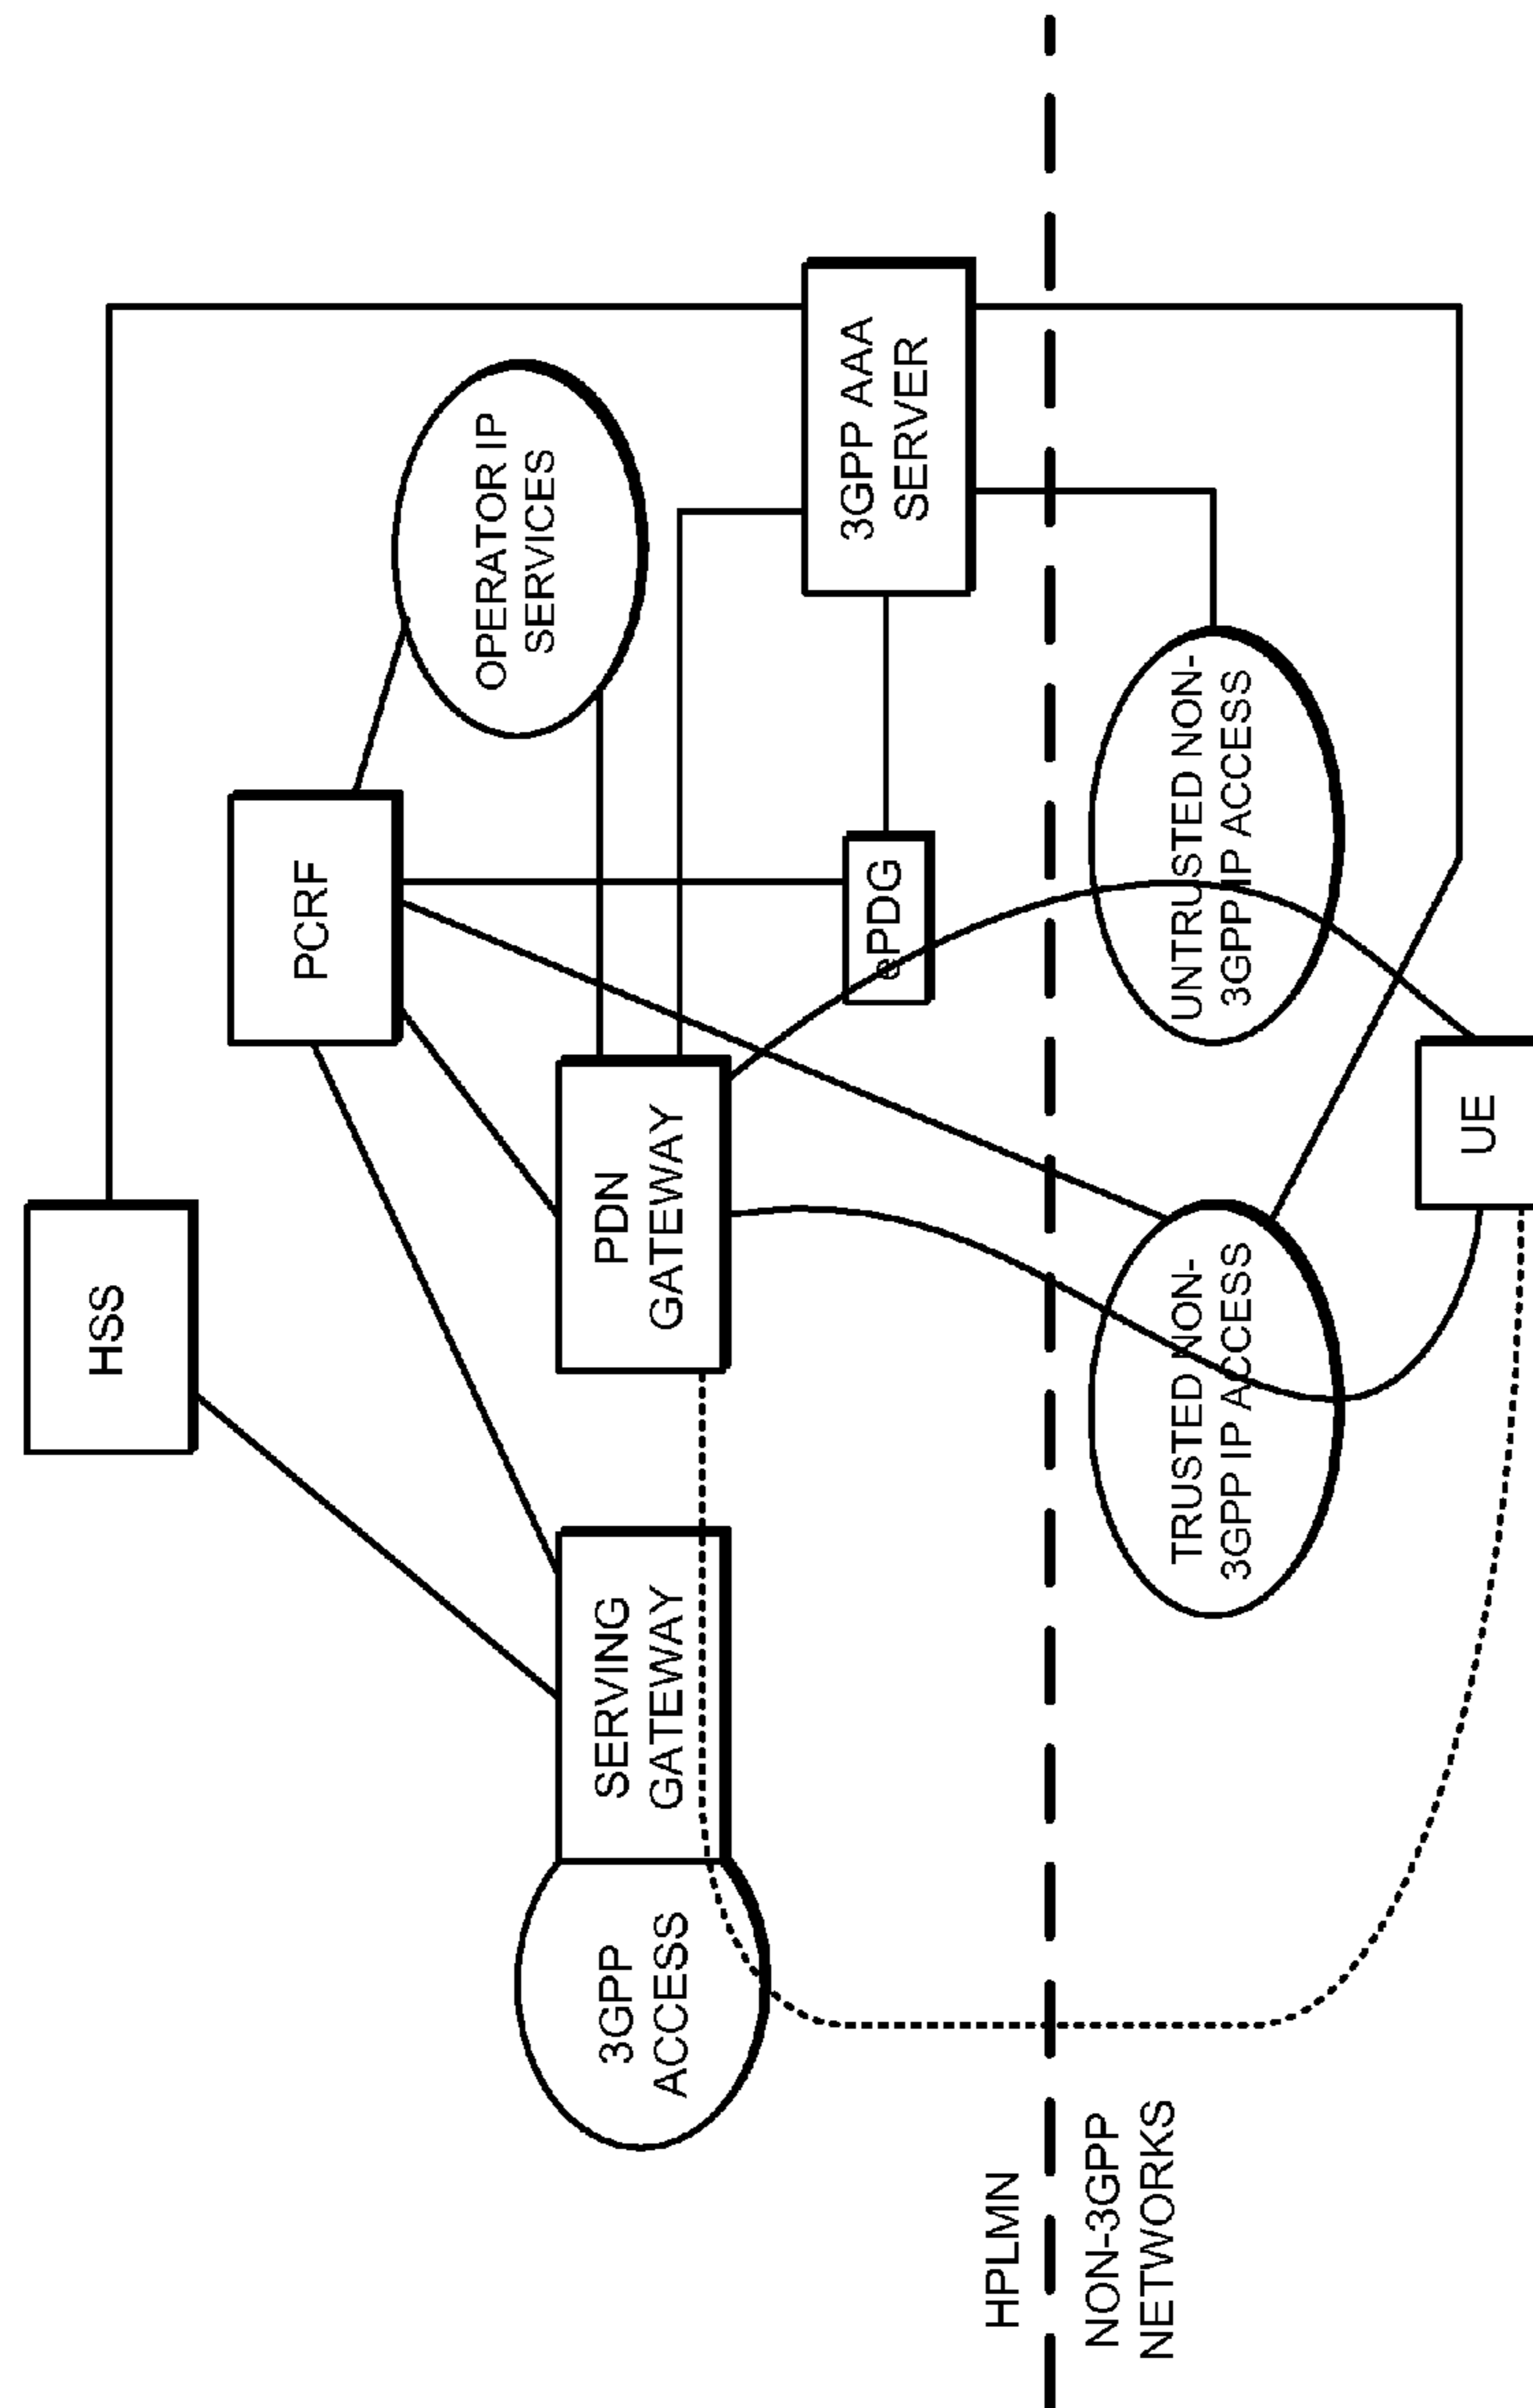 HSS
PCRF
OPERATOR IP
SERVICES
3GPP
ACCESS
SERVING
GATEWAY
PDN
GATEWAY
ePDG
3GPP AAA
SERVER
HPLMN
NON-3GPP
NETWORKS
TRUSTED NON-
3GPP IP ACCESS
UNTRUSTED NON-
3GPP IP ACCESS
UE